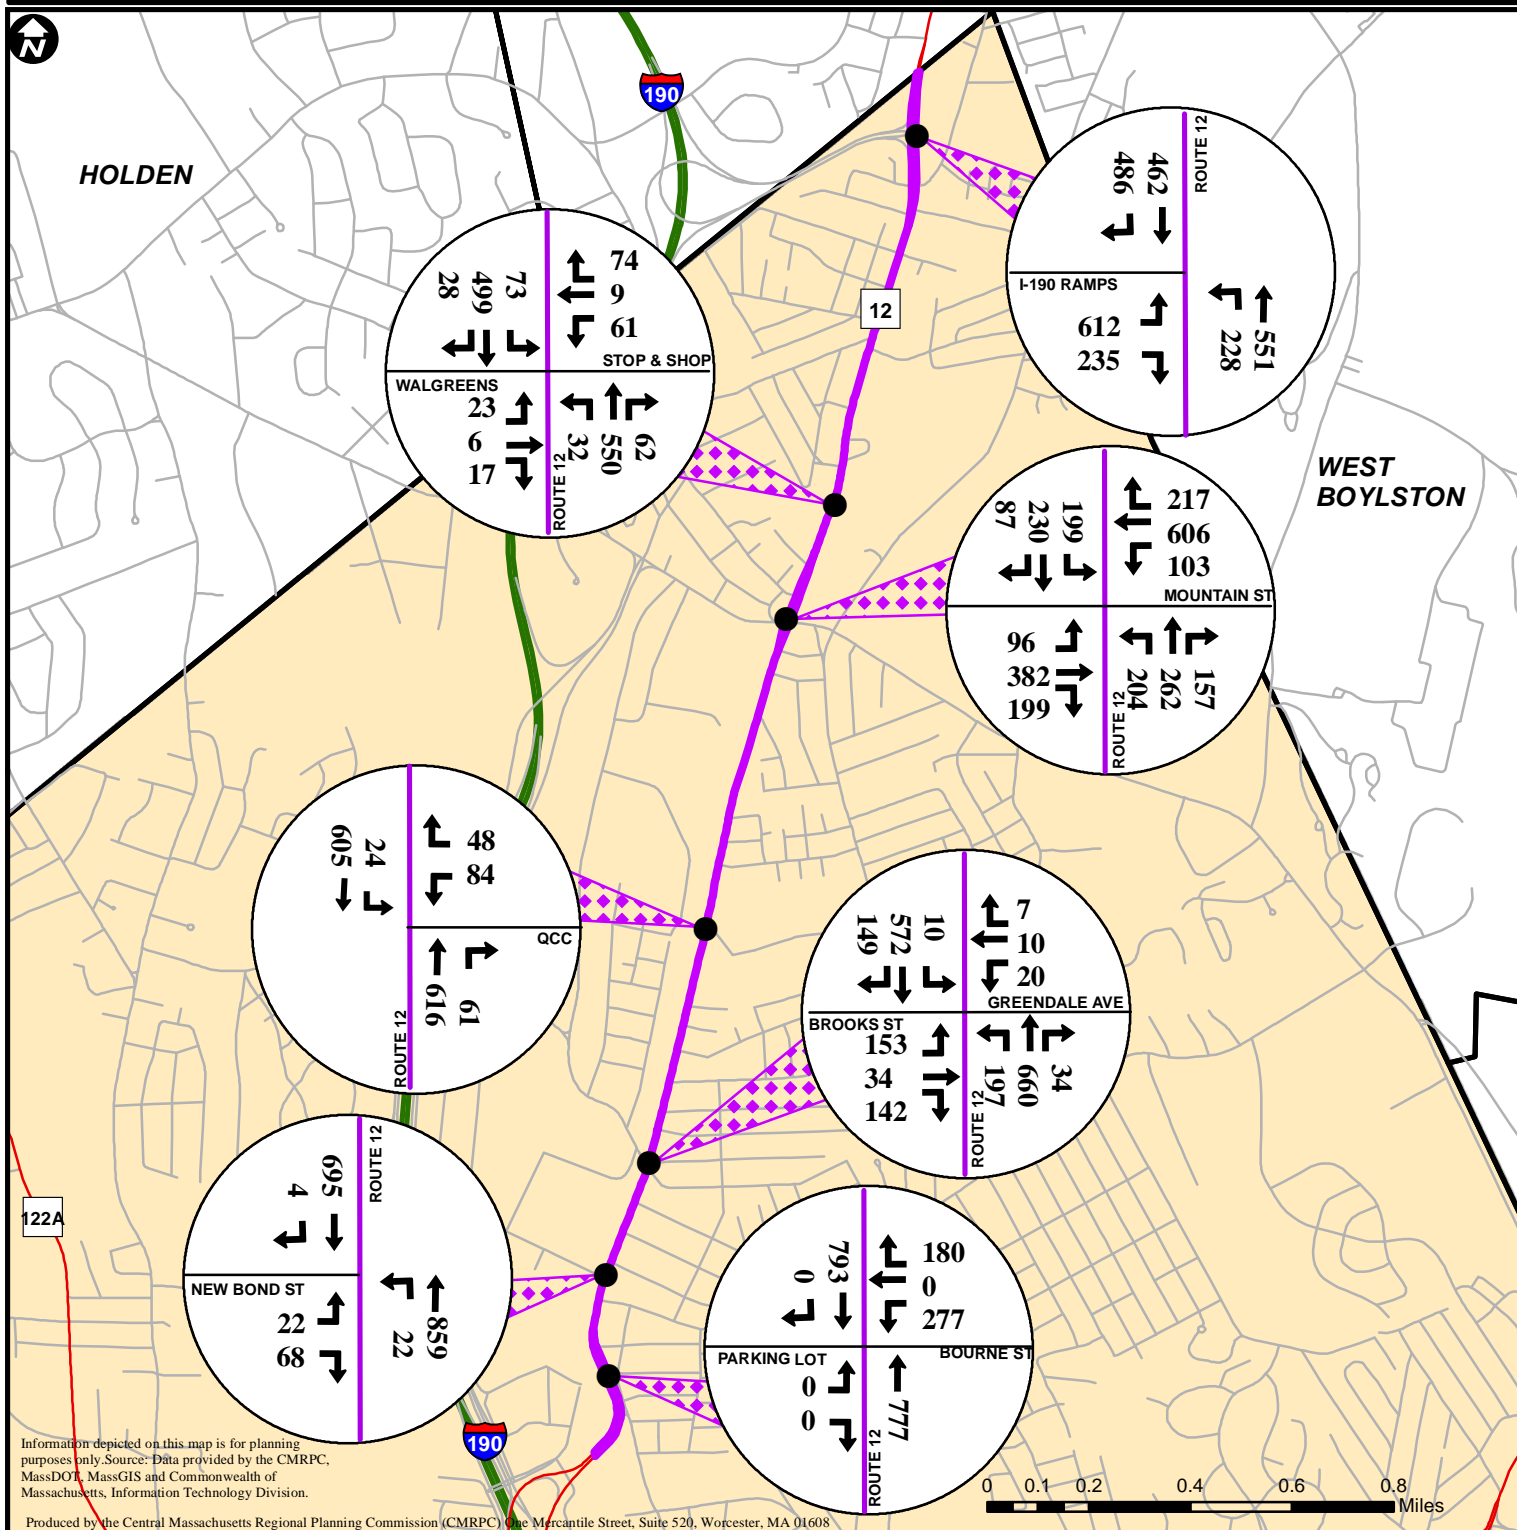 N
190
HOLDEN
ROUTE 12
462
486
I-190 RAMPS
612
235
551
228
12
74
9
61
73
499
28
STOP & SHOP
WALGREENS
23
6
17
32
550
62
ROUTE 12
WEST
BOYLSTON
217
606
103
199
230
87
MOUNTAIN ST
96
382
199
204
262
157
ROUTE 12
48
84
24
605
QCC
616
61
ROUTE 12
7
10
20
10
572
149
GREENDALE AVE
BROOKS ST
153
34
142
197
660
34
ROUTE 12
ROUTE 12
695
4
NEW BOND ST
22
68
22
859
122A
180
0
277
793
0
BOURNE ST
PARKING LOT
0
0
777
ROUTE 12
190
Information depicted on this map is for planning
purposes only.Source: Data provided by the CMRPC,
MassDOT, MassGIS and Commonwealth of
Massachusetts, Information Technology Division.
0 0.1 0.2 0.4 0.6 0.8
Miles
Produced by the Central Massachusetts Regional Planning Commission (CMRPC) One Mercantile Street, Suite 520, Worcester, MA 01608